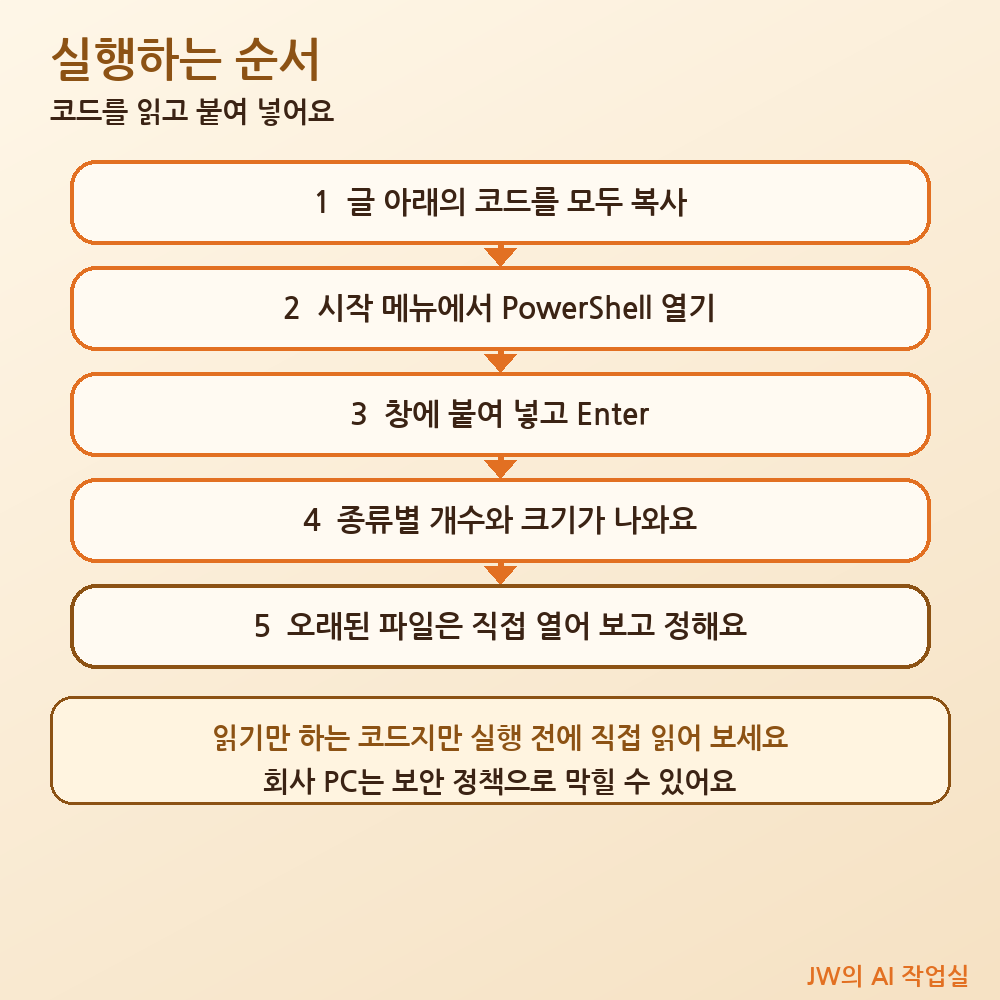 실행하는 순서
코드를 읽고 붙여 넣어요
1 글 아래의 코드를 모두 복사
2 시작 메뉴에서 PowerShell 열기
3 창에 붙여 넣고 Enter
4 종류별 개수와 크기가 나와요
5 오래된 파일은 직접 열어 보고 정해요
읽기만 하는 코드지만 실행 전에 직접 읽어 보세요
회사 PC는 보안 정책으로 막힐 수 있어요
JW의 AI 작업실